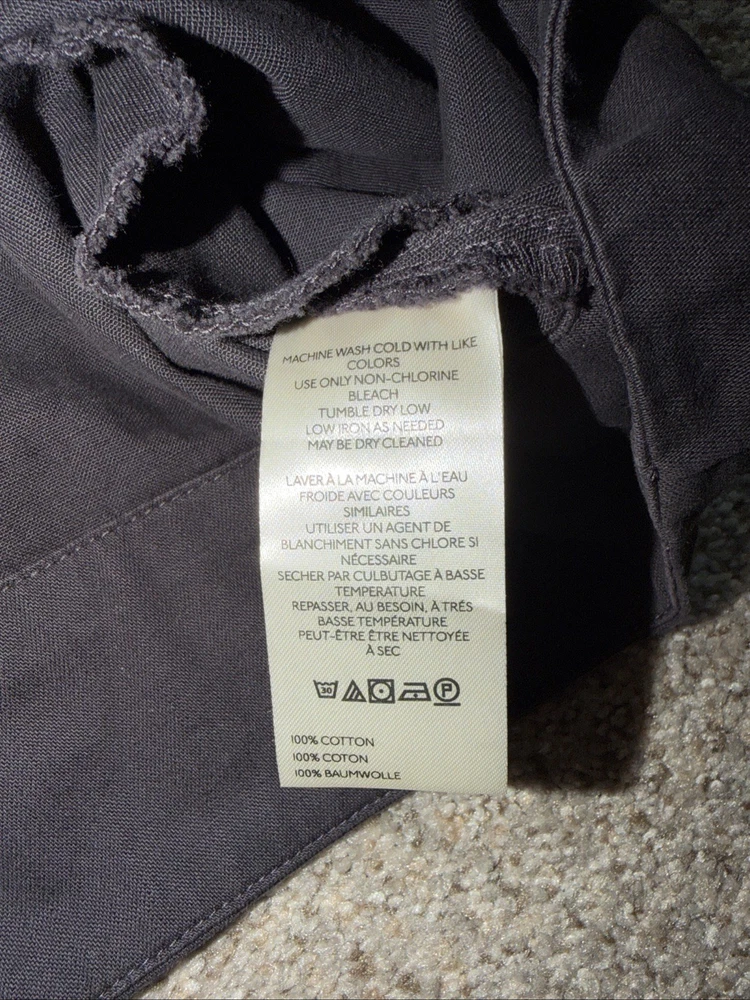 MACHINE WASH COLD WITH LIKE
COLORS
USE ONLY NON-CHLORINE
BLEACH
TUMBLE DRY LOW
LOW IRON AS NEEDED
MAY BE DRY CLEANED
LAVER À LA MACHINE À L'EAU
FROIDE AVEC COULEURS
SIMILAIRES
UTILISER UN AGENT DE
BLANCHIMENT SANS CHLORE SI
NÉCESSAIRE
SECHER PAR CULBUTAGE À BASSE
TEMPERATURE
REPASSER, AU BESOIN, À TRÉS
BASSE TEMPÉRATURE
PEUT-ÊTRE ÊTRE NETTOYÉE
À SEC
30 P
100% COTTON
100% COTON
100% BAUMWOLLE